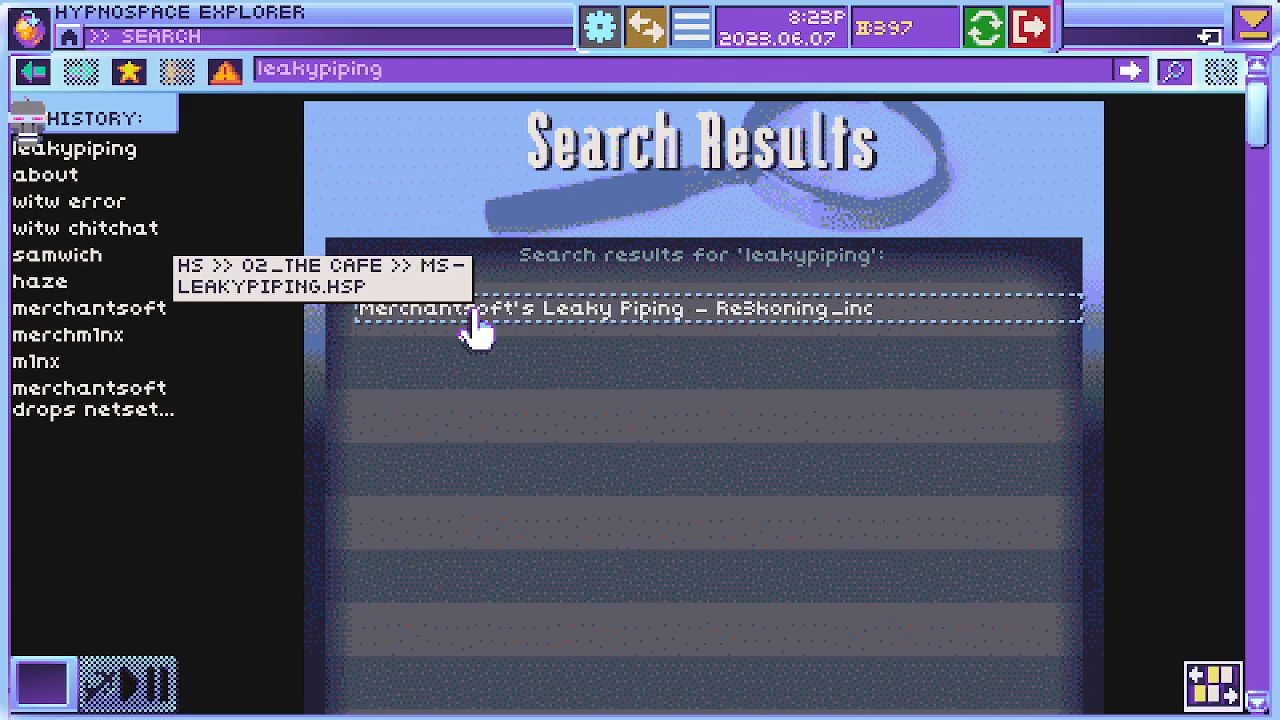 HYPNOSPACE EXPLORER
>> SEARCH
8:23P
2023.06.07
397
leakypiping
HISTORY:
leakypiping
about
witw error
witw chitchat
samwich
haze
merchantsoft
merchm1nx
m1nx
merchantsoft
drops netset...
Search Results
Search results for 'leakypiping':
HS >> 02_THE CAFE >> MS-
LEAKYPIPING.HSP
Merchantsoft's Leaky Piping - Re3koning_inc